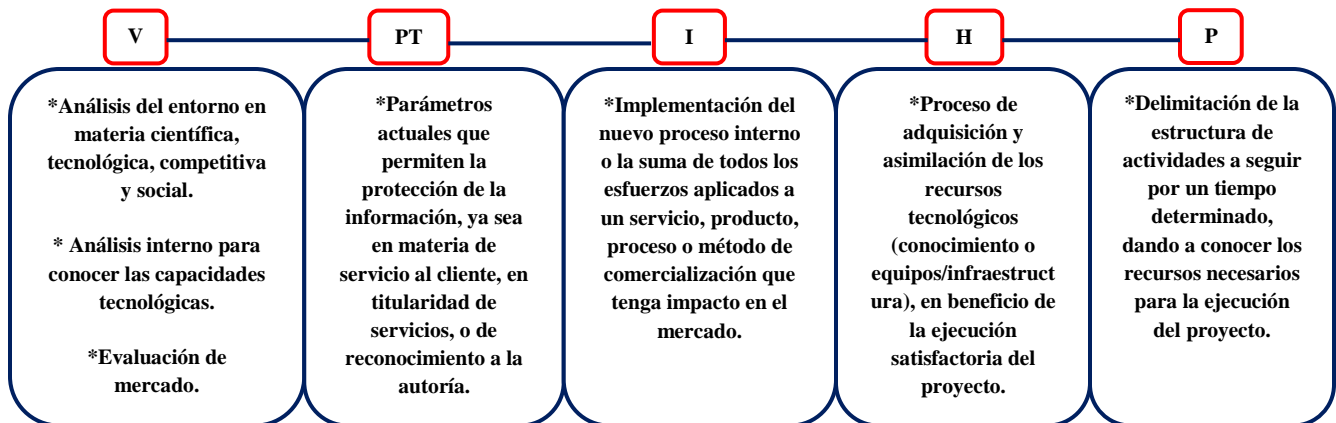 V
PT
I
H
P
*Análisis del entorno en
materia científica,
tecnológica, competitiva
y social.
* Análisis interno para
conocer las capacidades
tecnológicas.
*Evaluación de
mercado.
*Parámetros
actuales que
permiten la
protección de la
información, ya sea
en materia de
servicio al cliente, en
titularidad de
servicios, o de
reconocimiento a la
autoría.
*Implementación del
nuevo proceso interno
o la suma de todos los
esfuerzos aplicados a
un servicio, producto,
proceso o método de
comercialización que
tenga impacto en el
mercado.
*Proceso de
adquisición y
asimilación de los
recursos
tecnológicos
(conocimiento o
equipos/infraestruct
ura), en beneficio de
la ejecución
satisfactoria del
proyecto.
*Delimitación de la
estructura de
actividades a seguir
por un tiempo
determinado,
dando a conocer los
recursos necesarios
para la ejecución
del proyecto.